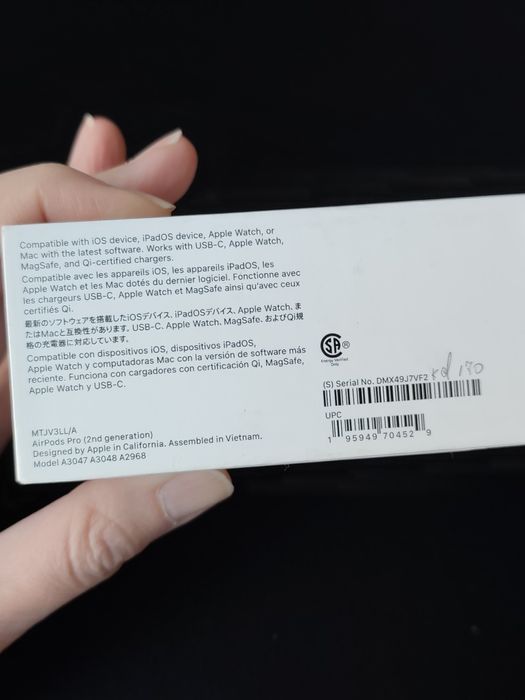 Compatible with iOS device, iPadOS device, Apple Watch, or
Mac with the latest software. Works with USB-C, Apple Watch,
MagSafe, and Qi-certified chargers.
Compatible avec les appareils iOS, les appareils iPadOS, les
Apple Watch et les Mac dotés du dernier logiciel. Fonctionne avec
les chargeurs USB-C, Apple Watch et MagSafe ainsi qu'avec ceux
certifiés Qi.
最新のソフトウェアを搭載したiOSデバイス、iPadOSデバイス、Apple Watch、ま
たはMacと互換性があります。USB-C、Apple Watch、MagSafe、およびQi規
格の充電器に対応しています。
Compatible con dispositivos iOS, dispositivos iPadOS,
Apple Watch y computadoras Mac con la versión de software más
reciente. Funciona con cargadores con certificación Qi, MagSafe,
Apple Watch y USB-C.
MTJV3LL/A
AirPods Pro (2nd generation)
Designed by Apple in California. Assembled in Vietnam.
Model A3047 A3048 A2968
SA ®
Energy Verified
Only
170
(S) Serial No. DMX49J7VF2
UPC
1 95949 70452 9